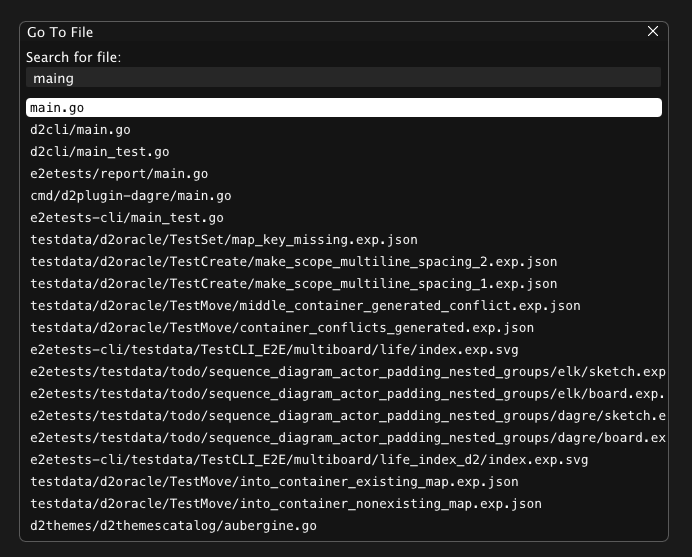 Go To File
Search for file:
maing
main.go
d2cli/main.go
d2cli/main_test.go
e2etests/report/main.go
cmd/d2plugin-dagre/main.go
e2etests-cli/main_test.go
testdata/d2oracle/TestSet/map_key_missing.exp.json
testdata/d2oracle/TestCreate/make_scope_multiline_spacing_2.exp.json
testdata/d2oracle/TestCreate/make_scope_multiline_spacing_1.exp.json
testdata/d2oracle/TestMove/middle_container_generated_conflict.exp.json
testdata/d2oracle/TestMove/container_conflicts_generated.exp.json
e2etests-cli/testdata/TestCLI_E2E/multiboard/life/index.exp.svg
e2etests/testdata/todo/sequence_diagram_actor_padding_nested_groups/elk/sketch.exp
e2etests/testdata/todo/sequence_diagram_actor_padding_nested_groups/elk/board.exp.
e2etests/testdata/todo/sequence_diagram_actor_padding_nested_groups/dagre/sketch.e
e2etests/testdata/todo/sequence_diagram_actor_padding_nested_groups/dagre/board.ex
e2etests-cli/testdata/TestCLI_E2E/multiboard/life_index_d2/index.exp.svg
testdata/d2oracle/TestMove/into_container_existing_map.exp.json
testdata/d2oracle/TestMove/into_container_nonexisting_map.exp.json
d2themes/d2themescatalog/aubergine.go